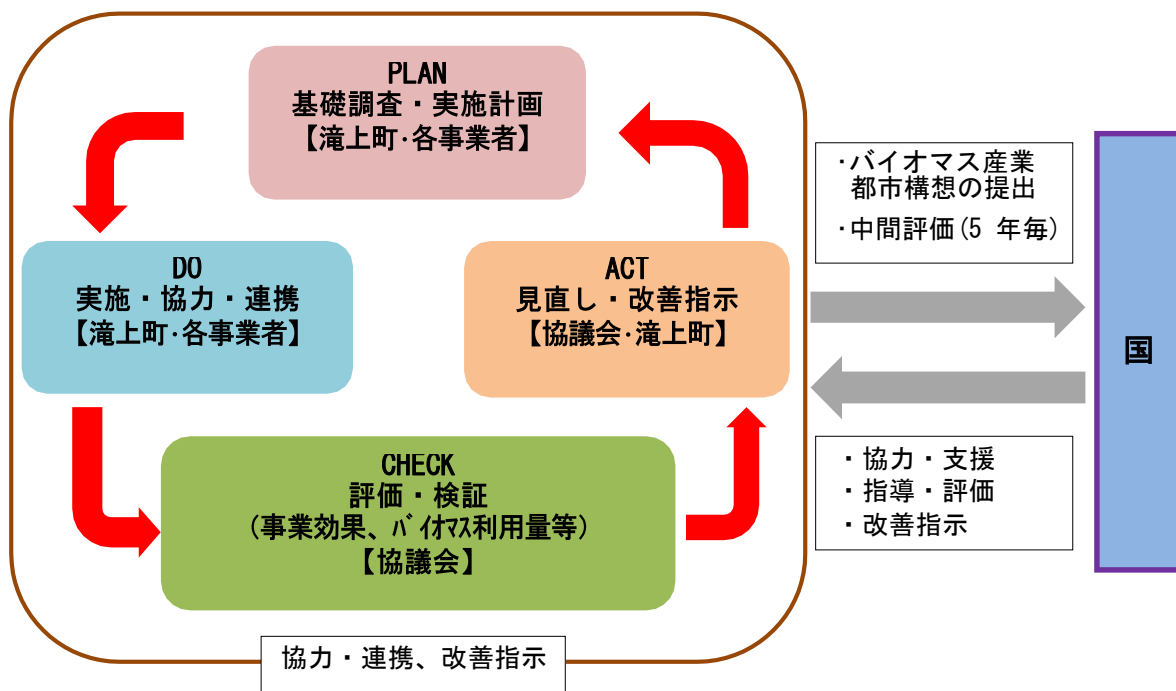 PLAN
基礎調査・実施計画
【滝上町・各事業者】
DO
実施・協力・連携
【滝上町・各事業者】
ACT
見直し・改善指示
【協議会・滝上町】
CHECK
評価・検証
(事業効果、ﾊﾞｲｵﾏｽ利用量等)
【協議会】
協力・連携、改善指示
・バイオマス産業
都市構想の提出
・中間評価(5 年毎)
・協力・支援
・指導・評価
・改善指示
国